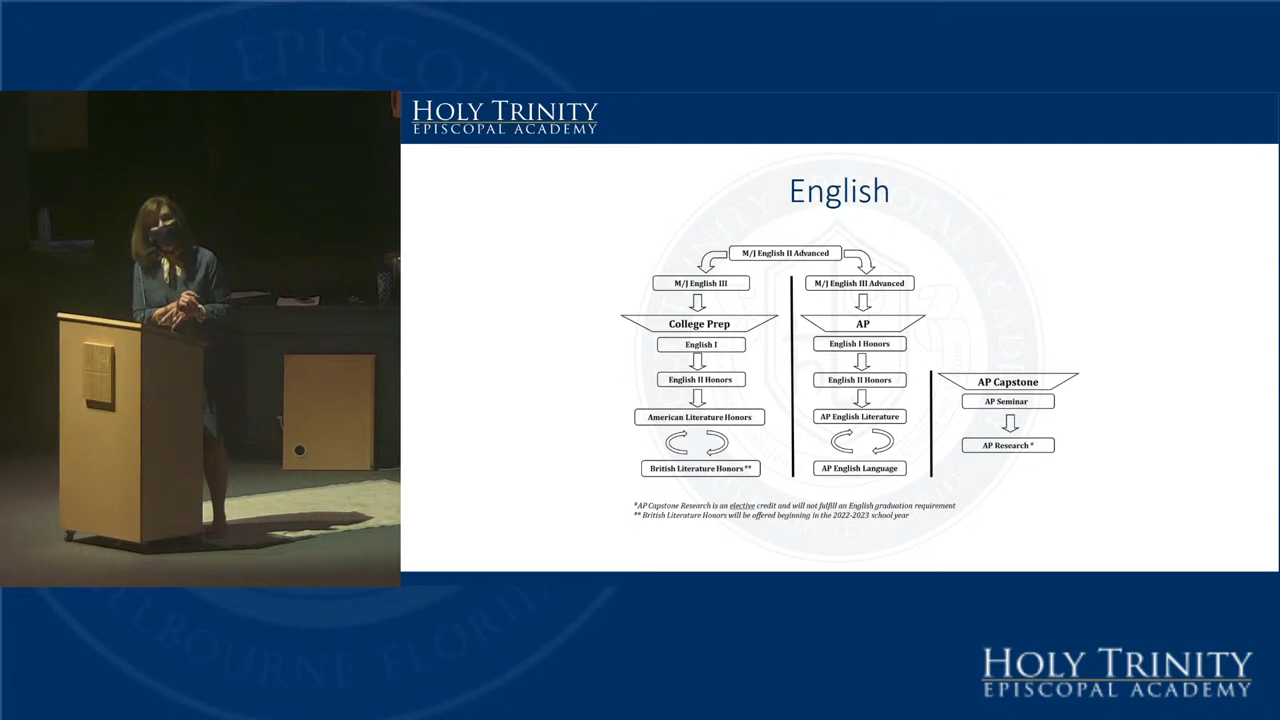 HOLY TRINITY
EPISCOPAL ACADEMY
English
M/J English II Advanced
M/J English III
College Prep
English I
English II Honors
American Literature Honors
British Literature Honors **
M/J English III Advanced
AP
English I Honors
English II Honors
AP English Literature
AP English Language
AP Capstone
AP Seminar
AP Research *
*AP Capstone Research is an elective credit and will not fulfill an English graduation requirement
** British Literature Honors will be offered beginning in the 2022-2023 school year
HOLY TRINITY
EPISCOPAL ACADEMY